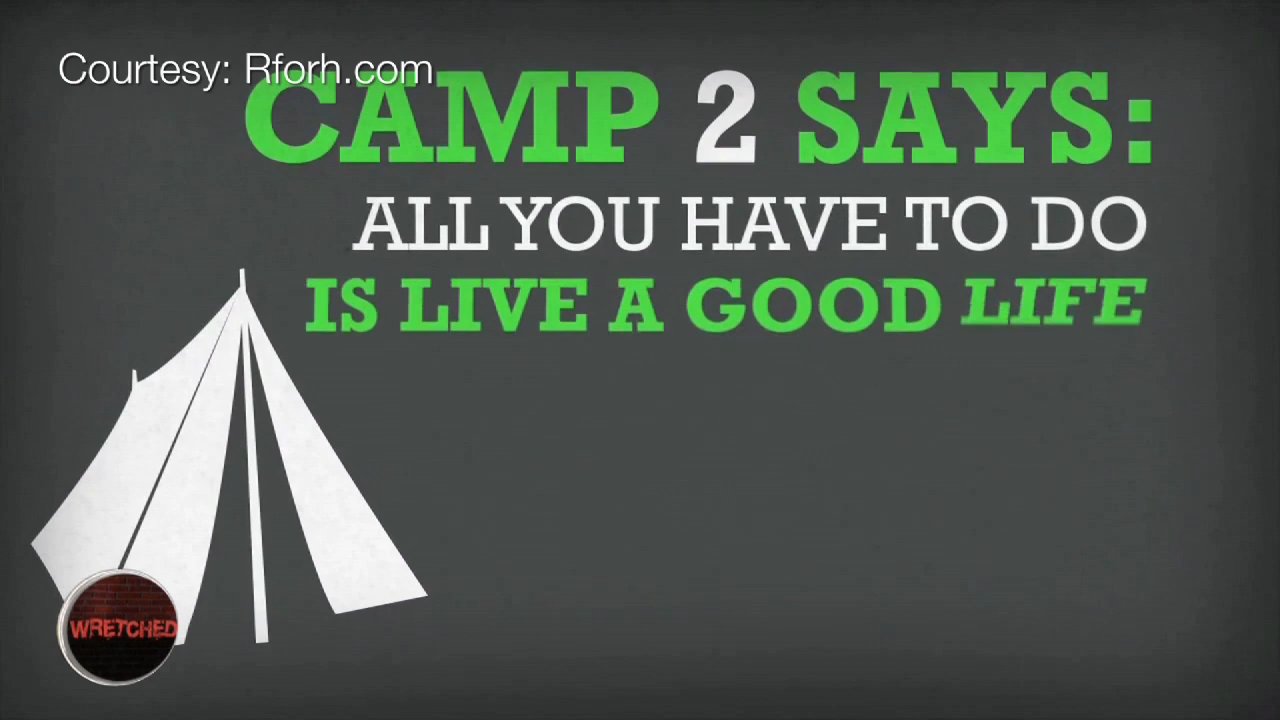 Courtesy: Rforh.com
CAMP 2 SAYS:
ALL YOU HAVE TO DO
IS LIVE A GOOD LIFE
WRETCHED